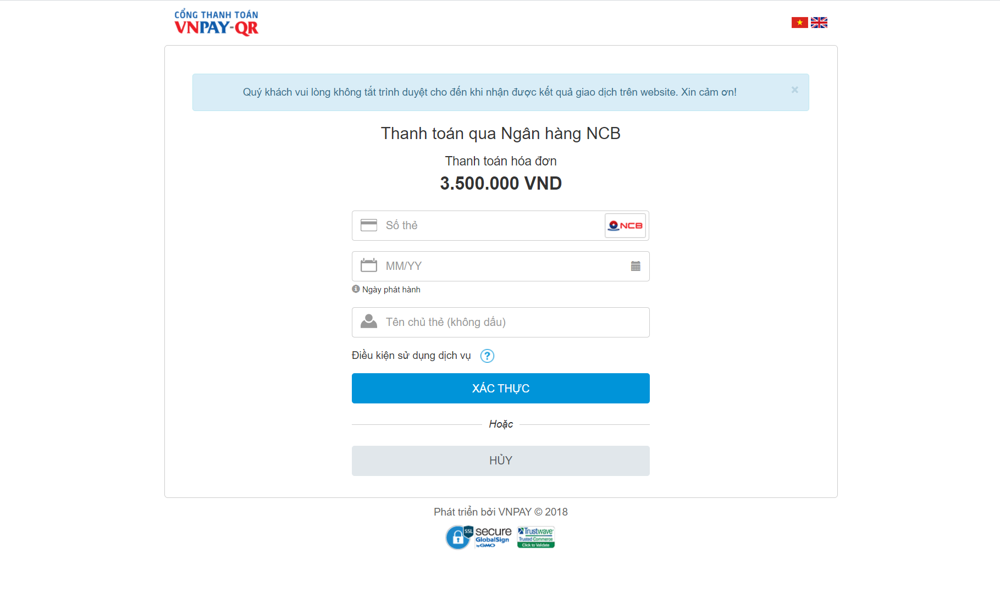 CỔNG THANH TOÁN
VNPAY-QR
Quý khách vui lòng không tắt trình duyệt cho đến khi nhận được kết quả giao dịch trên website. Xin cảm ơn!
×
Thanh toán qua Ngân hàng NCB
Thanh toán hóa đơn
3.500.000 VND
Số thẻ
NCB
MM/YY
Ngày phát hành
Tên chủ thẻ (không dấu)
Điều kiện sử dụng dịch vụ ?
XÁC THỰC
Hoặc
HỦY
Phát triển bởi VNPAY © 2018
SSL
secure
GlobalSign
by GMO
Trustwave
Trusted Commerce
Click to Validate